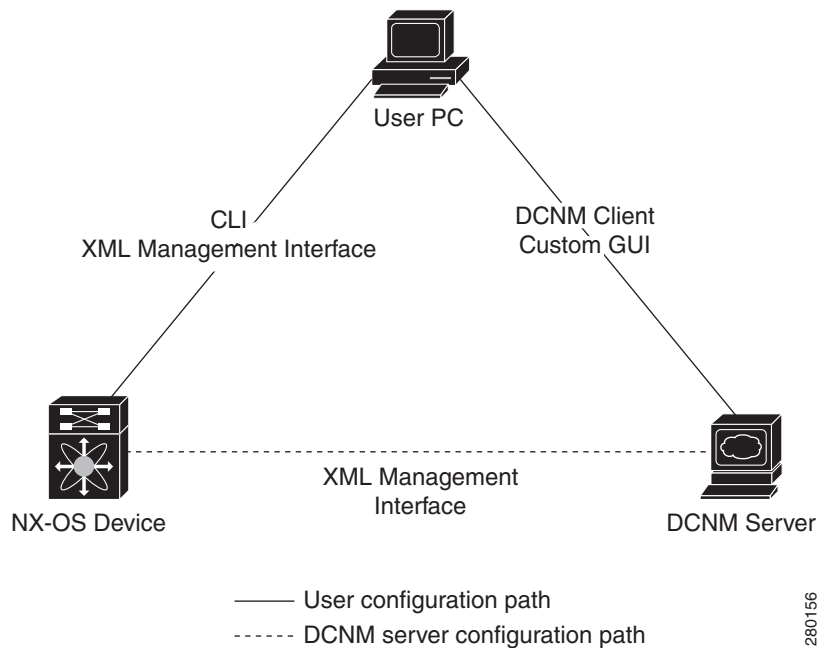 User PC
CLI
XML Management Interface
DCNM Client
Custom GUI
XML Management
Interface
NX-OS Device
DCNM Server
User configuration path
DCNM server configuration path
280156